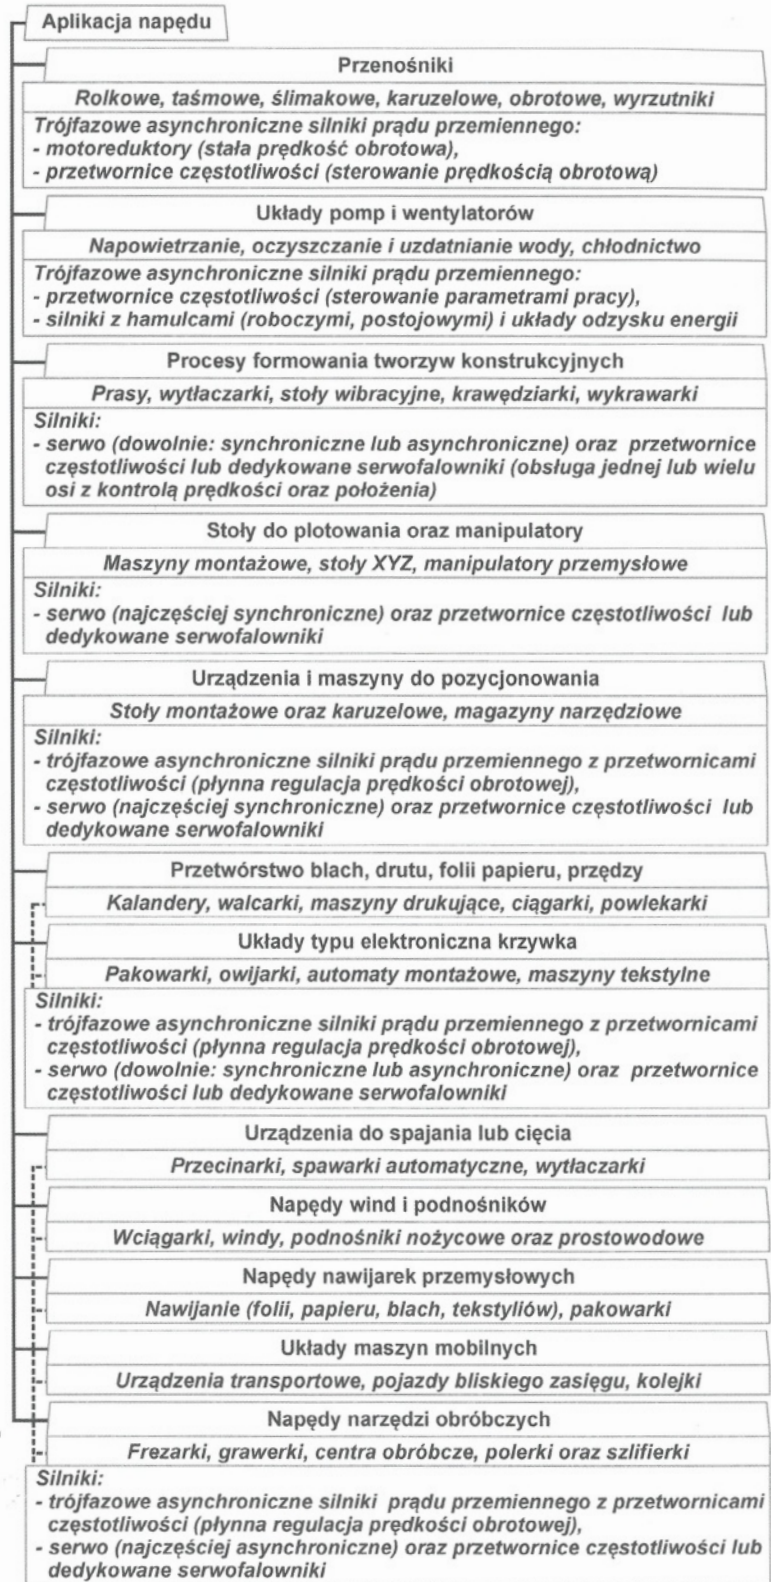 Aplikacja napędu
Przenośniki
Rolkowe, taśmowe, ślimakowe, karuzelowe, obrotowe, wyrzutniki
Trójfazowe asynchroniczne silniki prądu przemiennego:
- motoreduktory (stała prędkość obrotowa),
- przetwornice częstotliwości (sterowanie prędkością obrotową)
Układy pomp i wentylatorów
Napowietrzanie, oczyszczanie i uzdatnianie wody, chłodnictwo
Trójfazowe asynchroniczne silniki prądu przemiennego:
- przetwornice częstotliwości (sterowanie parametrami pracy),
- silniki z hamulcami (roboczymi, postojowymi) i układy odzysku energii
Procesy formowania tworzyw konstrukcyjnych
Prasy, wytłaczarki, stoły wibracyjne, krawędziarki, wykrawarki
Silniki:
- serwo (dowolnie: synchroniczne lub asynchroniczne) oraz przetwornice
częstotliwości lub dedykowane serwofalowniki (obsługa jednej lub wielu
osi z kontrolą prędkości oraz położenia)
Stoły do plotowania oraz manipulatory
Maszyny montażowe, stoły XYZ, manipulatory przemysłowe
Silniki:
- serwo (najczęściej synchroniczne) oraz przetwornice częstotliwości lub
dedykowane serwofalowniki
Urządzenia i maszyny do pozycjonowania
Stoły montażowe oraz karuzelowe, magazyny narzędziowe
Silniki:
- trójfazowe asynchroniczne silniki prądu przemiennego z przetwornicami
częstotliwości (płynna regulacja prędkości obrotowej),
- serwo (najczęściej synchroniczne) oraz przetwornice częstotliwości lub
dedykowane serwofalowniki
Przetwórstwo blach, drutu, folii papieru, przędzy
Kalandery, walcarki, maszyny drukujące, ciągarki, powlekarki
Układy typu elektroniczna krzywka
Pakowarki, owijarki, automaty montażowe, maszyny tekstylne
Silniki:
- trójfazowe asynchroniczne silniki prądu przemiennego z przetwornicami
częstotliwości (płynna regulacja prędkości obrotowej),
- serwo (dowolnie: synchroniczne lub asynchroniczne) oraz przetwornice
częstotliwości lub dedykowane serwofalowniki
Urządzenia do spajania lub cięcia
Przecinarki, spawarki automatyczne, wytłaczarki
Napędy wind i podnośników
Wciągarki, windy, podnośniki nożycowe oraz prostowodowe
Napędy nawijarek przemysłowych
Nawijanie (folii, papieru, blach, tekstyliów), pakowarki
Układy maszyn mobilnych
Urządzenia transportowe, pojazdy bliskiego zasięgu, kolejki
Napędy narzędzi obróbczych
Frezarki, grawerki, centra obróbcze, polerki oraz szlifierki
Silniki:
- trójfazowe asynchroniczne silniki prądu przemiennego z przetwornicami
częstotliwości (płynna regulacja prędkości obrotowej),
- serwo (najczęściej asynchroniczne) oraz przetwornice częstotliwości lub
dedykowane serwofalowniki